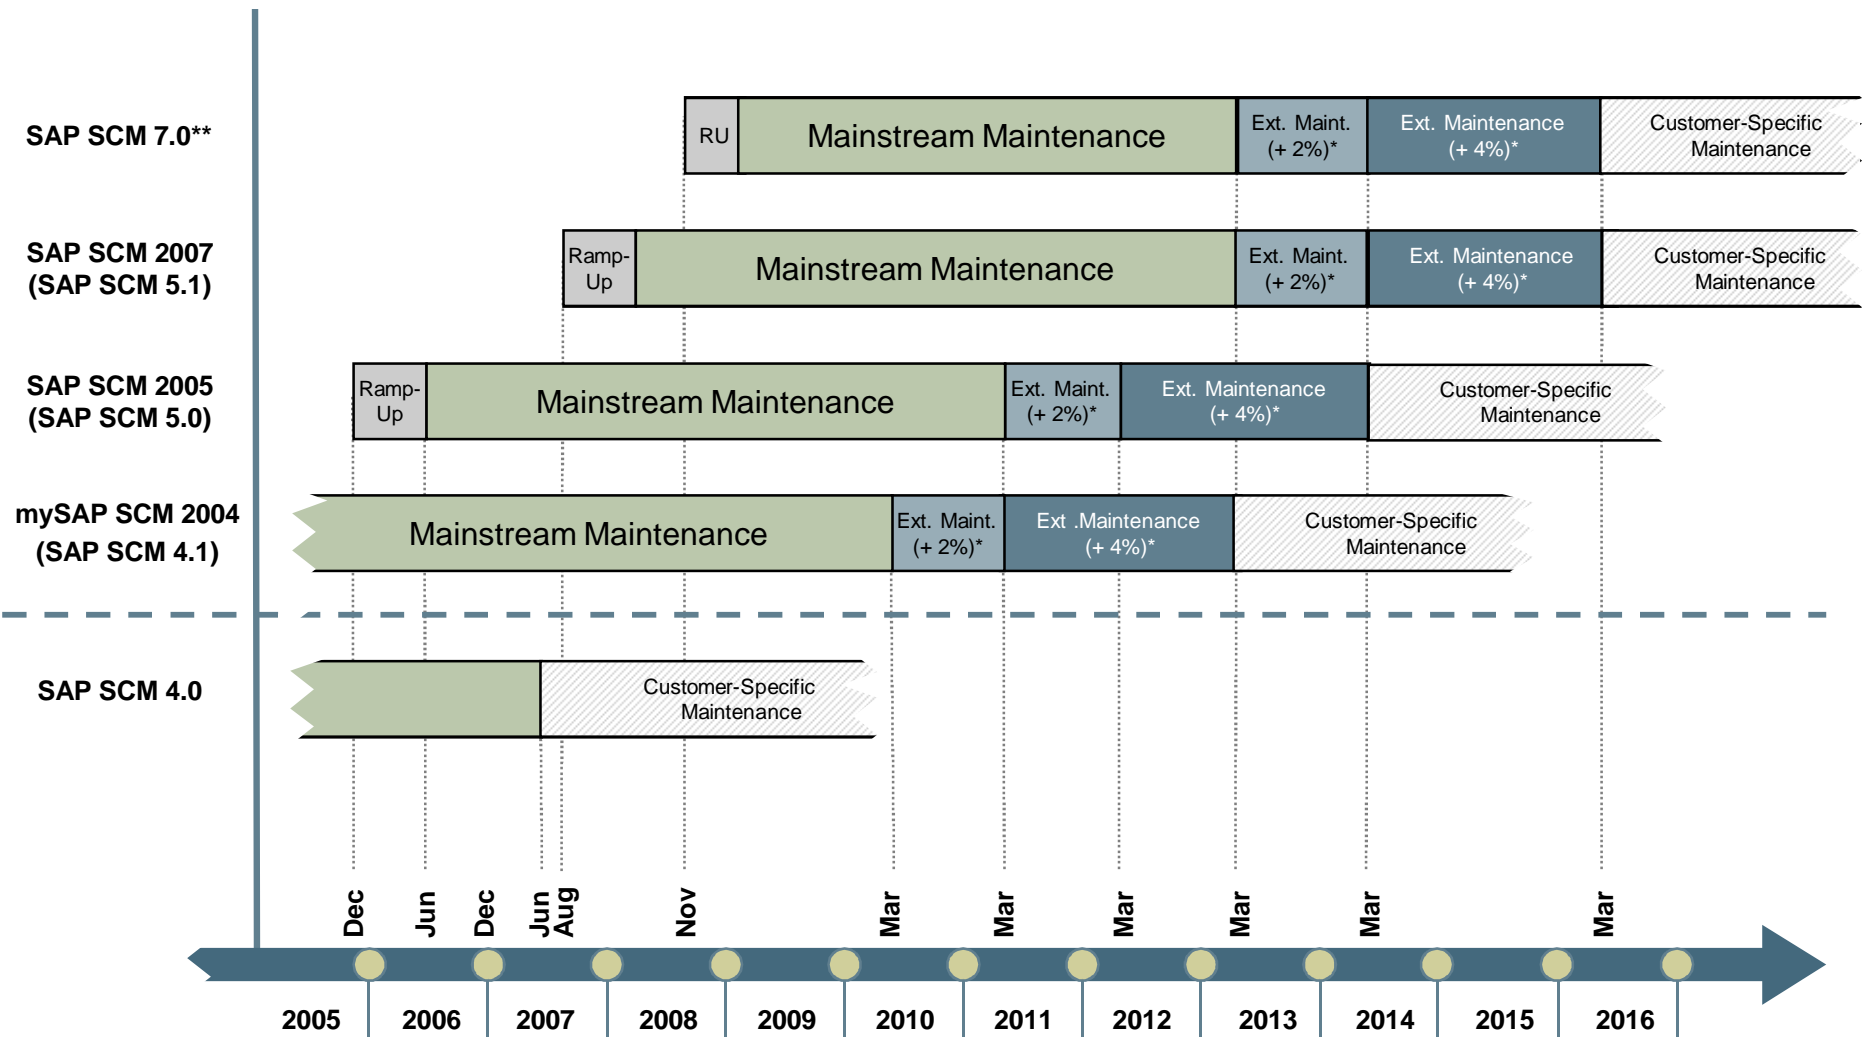 SAP SCM 7.0**
RU
Mainstream Maintenance
Ext. Maint.
(+ 2%)*
Ext. Maintenance
(+ 4%)*
Customer-Specific
Maintenance
SAP SCM 2007
(SAP SCM 5.1)
Ramp-
Up
Mainstream Maintenance
Ext. Maint.
(+ 2%)*
Ext. Maintenance
(+ 4%)*
Customer-Specific
Maintenance
SAP SCM 2005
(SAP SCM 5.0)
Ramp-
Up
Mainstream Maintenance
Ext. Maint.
(+ 2%)*
Ext. Maintenance
(+ 4%)*
Customer-Specific
Maintenance
mySAP SCM 2004
(SAP SCM 4.1)
Mainstream Maintenance
Ext. Maint.
(+ 2%)*
Ext .Maintenance
(+ 4%)*
Customer-Specific
Maintenance
SAP SCM 4.0
Customer-Specific
Maintenance
Dec
Jun
Dec
Jun
Aug
Nov
Mar
Mar
Mar
Mar
Mar
Mar
2005
2006
2007
2008
2009
2010
2011
2012
2013
2014
2015
2016